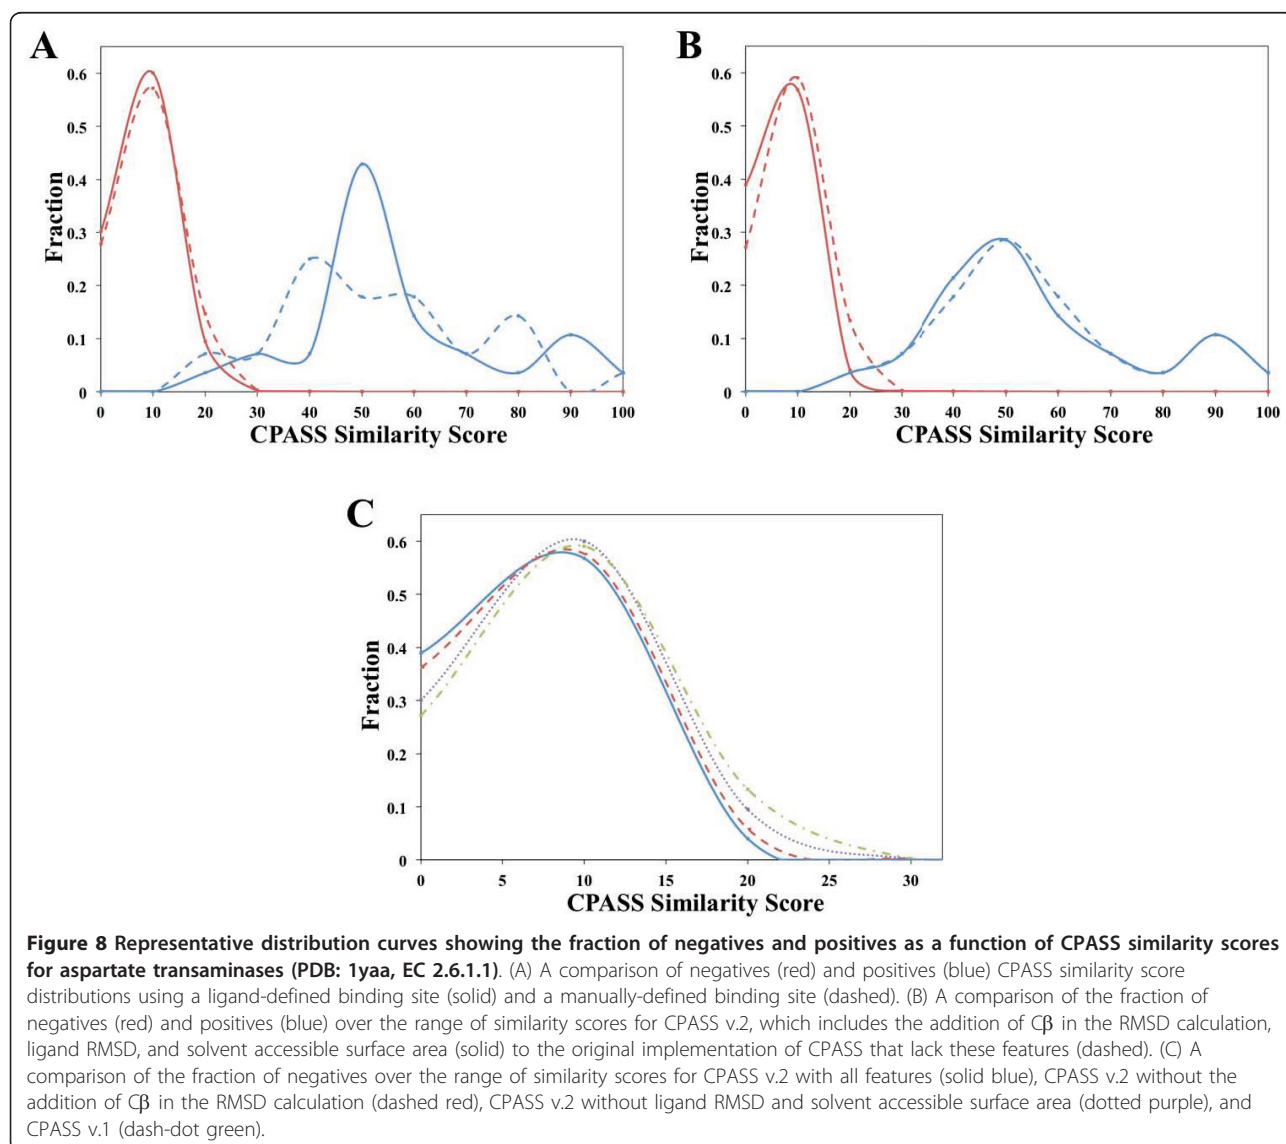 A
0.6
0.5
0.4
0.3
0.2
0.1
0
Fraction
0 10 20 30 40 50 60 70 80 90 100
CPASS Similarity Score
B
0.6
0.5
0.4
0.3
0.2
0.1
0
Fraction
0 10 20 30 40 50 60 70 80 90 100
CPASS Similarity Score
C
0.6
0.5
0.4
0.3
0.2
0.1
0
Fraction
0 5 10 15 20 25 30
CPASS Similarity Score
Figure 8 Representative distribution curves showing the fraction of negatives and positives as a function of CPASS similarity scores
for aspartate transaminases (PDB: 1yaa, EC 2.6.1.1). (A) A comparison of negatives (red) and positives (blue) CPASS similarity score
distributions using a ligand-defined binding site (solid) and a manually-defined binding site (dashed). (B) A comparison of the fraction of
negatives (red) and positives (blue) over the range of similarity scores for CPASS v.2, which includes the addition of Cβ in the RMSD calculation,
ligand RMSD, and solvent accessible surface area (solid) to the original implementation of CPASS that lack these features (dashed). (C) A
comparison of the fraction of negatives over the range of similarity scores for CPASS v.2 with all features (solid blue), CPASS v.2 without the
addition of Cβ in the RMSD calculation (dashed red), CPASS v.2 without ligand RMSD and solvent accessible surface area (dotted purple), and
CPASS v.1 (dash-dot green).